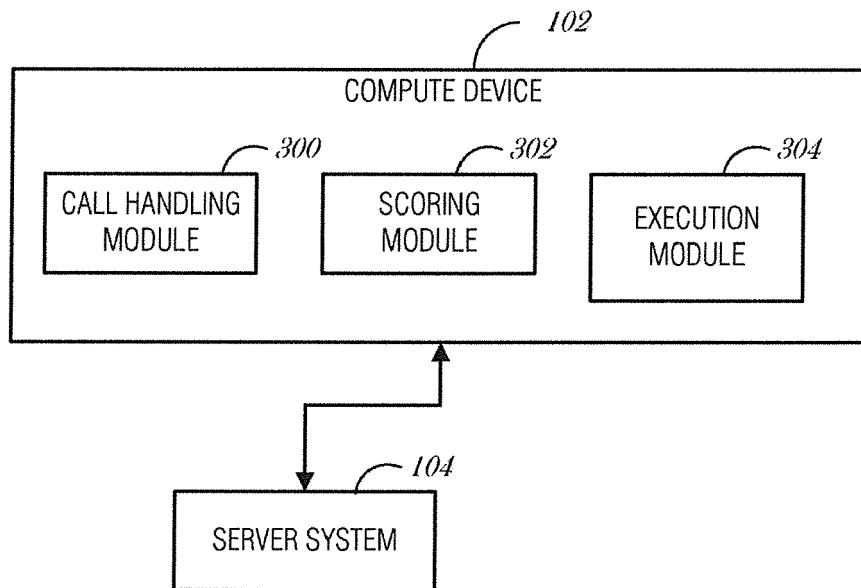 102
COMPUTE DEVICE
300
302
304
CALL HANDLING
MODULE
SCORING
MODULE
EXECUTION
MODULE
104
SERVER SYSTEM